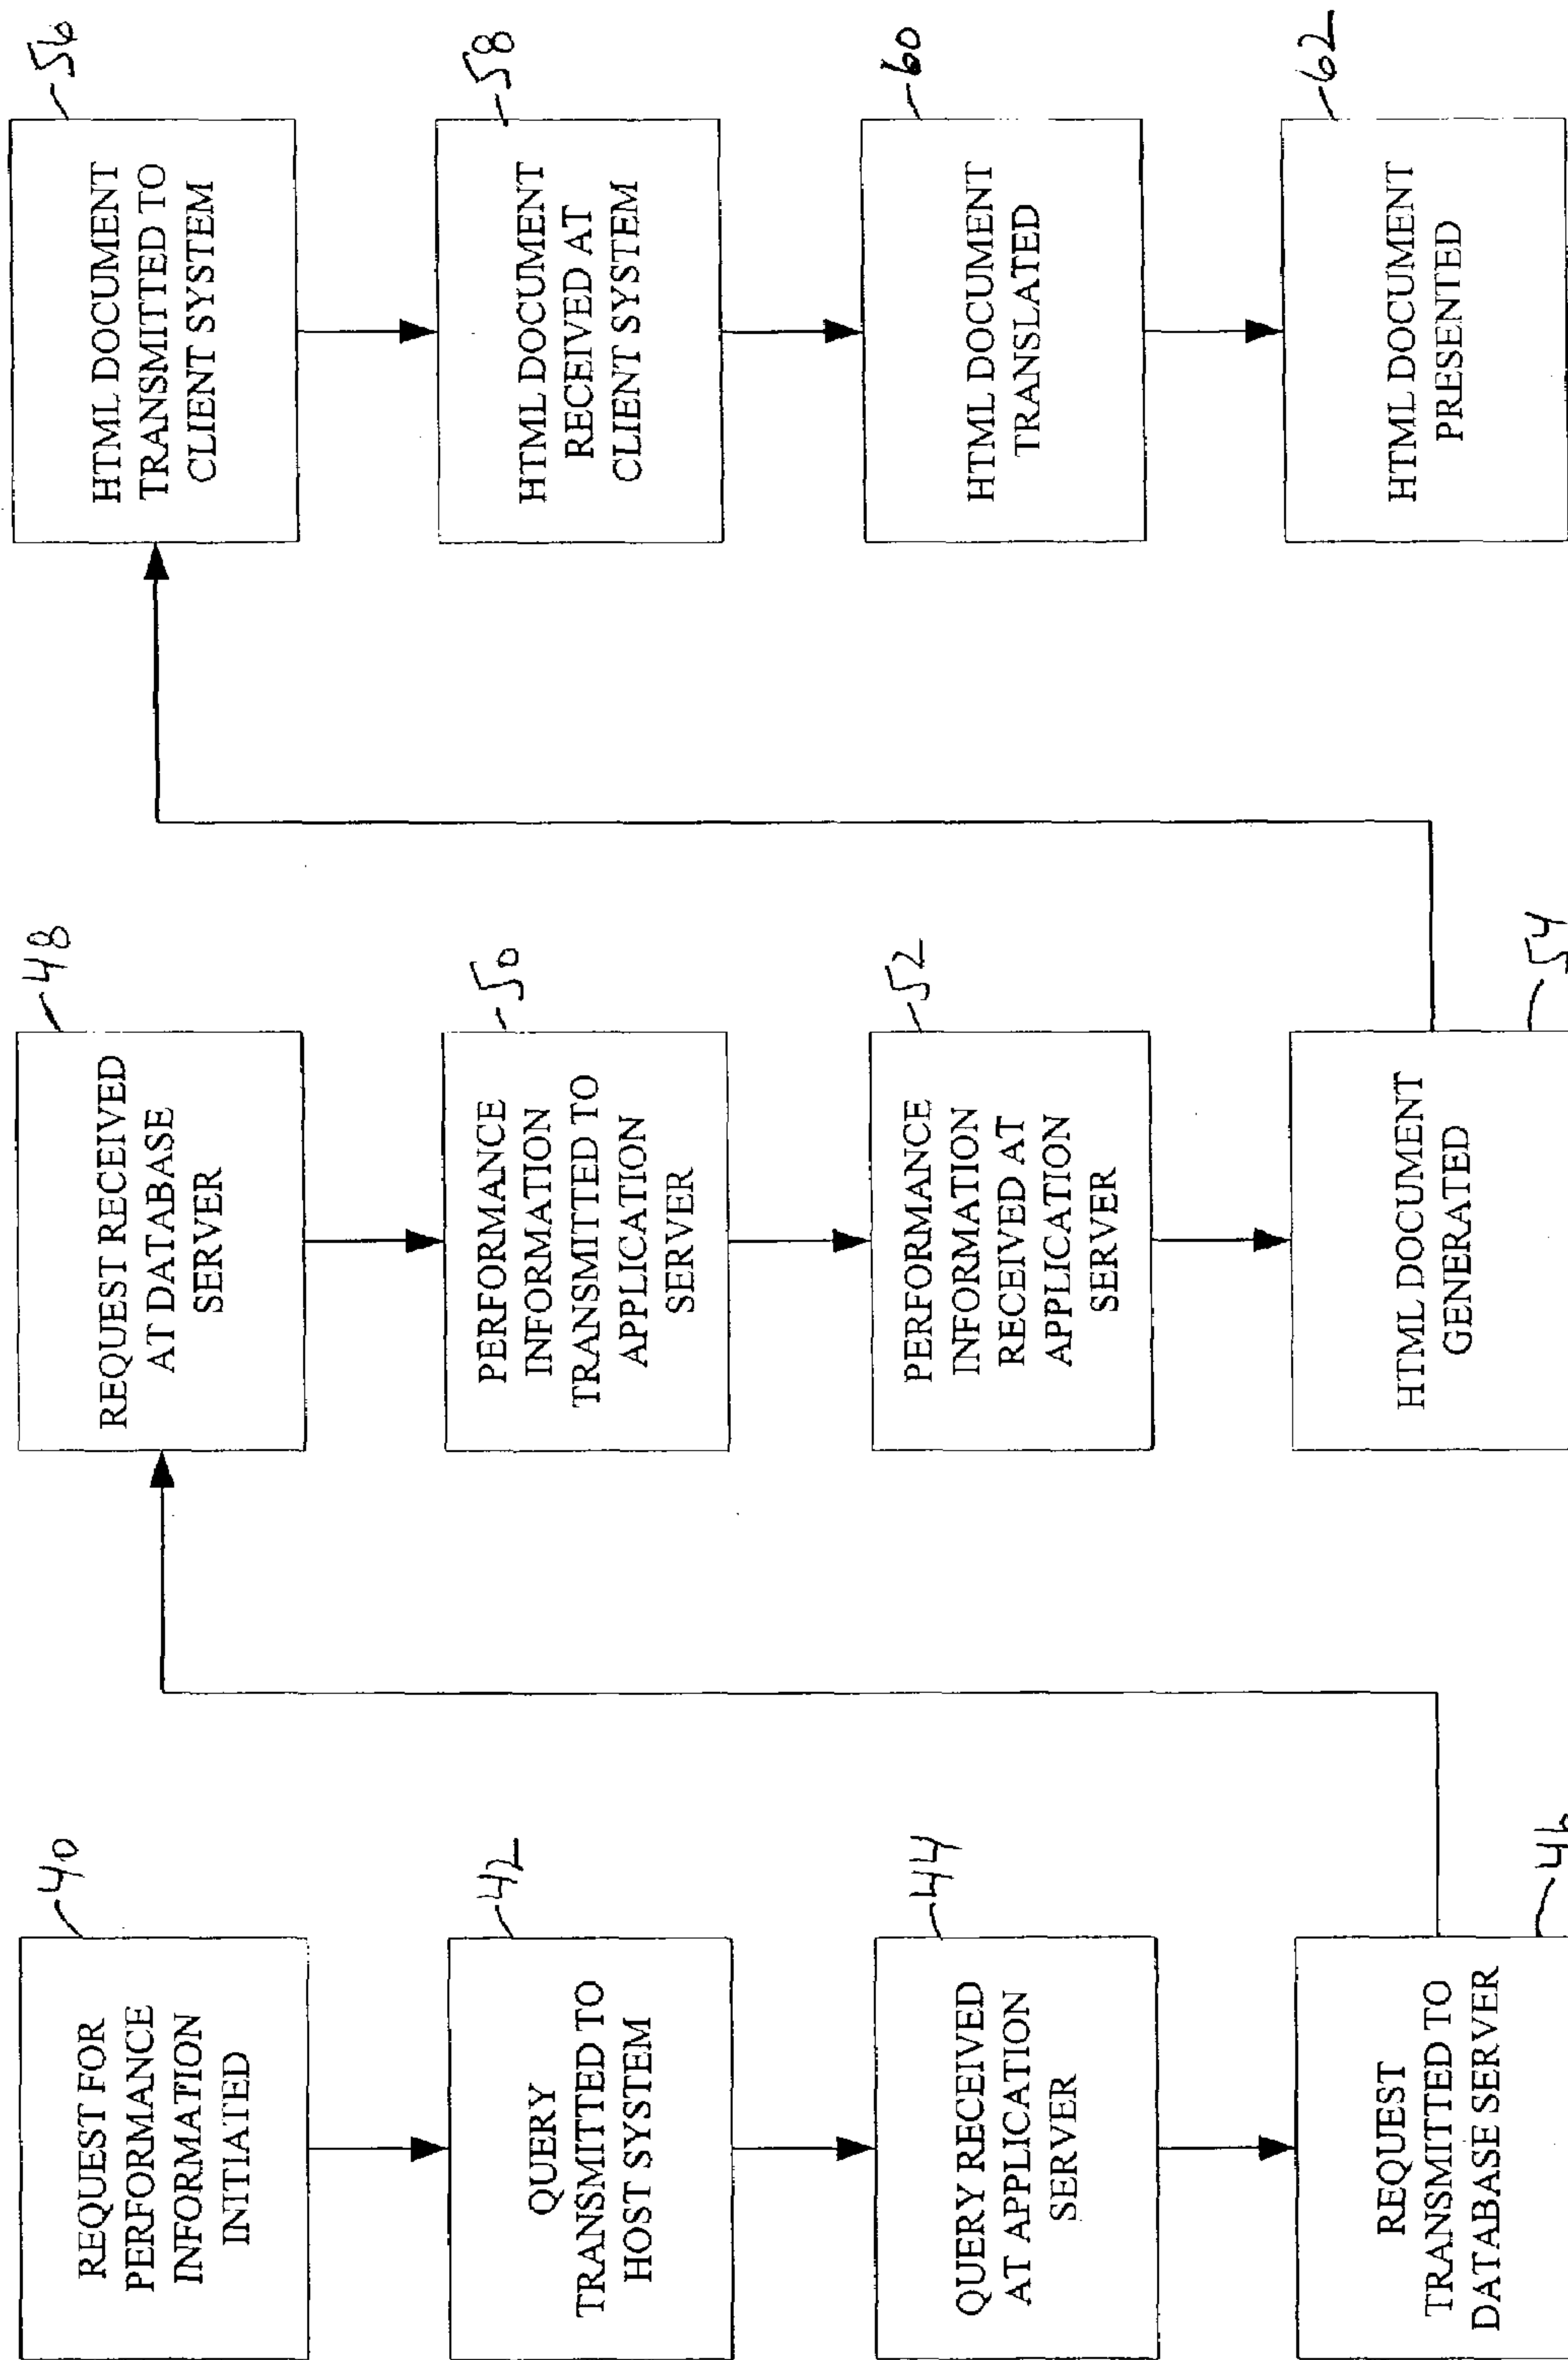 40
REQUEST FOR
PERFORMANCE
INFORMATION
INITIATED
42
QUERY
TRANSMITTED TO
HOST SYSTEM
44
QUERY RECEIVED
AT APPLICATION
SERVER
46
REQUEST
TRANSMITTED TO
DATABASE SERVER
48
REQUEST RECEIVED
AT DATABASE
SERVER
50
PERFORMANCE
INFORMATION
TRANSMITTED TO
APPLICATION
SERVER
52
PERFORMANCE
INFORMATION
RECEIVED AT
APPLICATION
SERVER
54
HTML DOCUMENT
GENERATED
56
HTML DOCUMENT
TRANSMITTED TO
CLIENT SYSTEM
58
HTML DOCUMENT
RECEIVED AT
CLIENT SYSTEM
60
HTML DOCUMENT
TRANSLATED
62
HTML DOCUMENT
PRESENTED